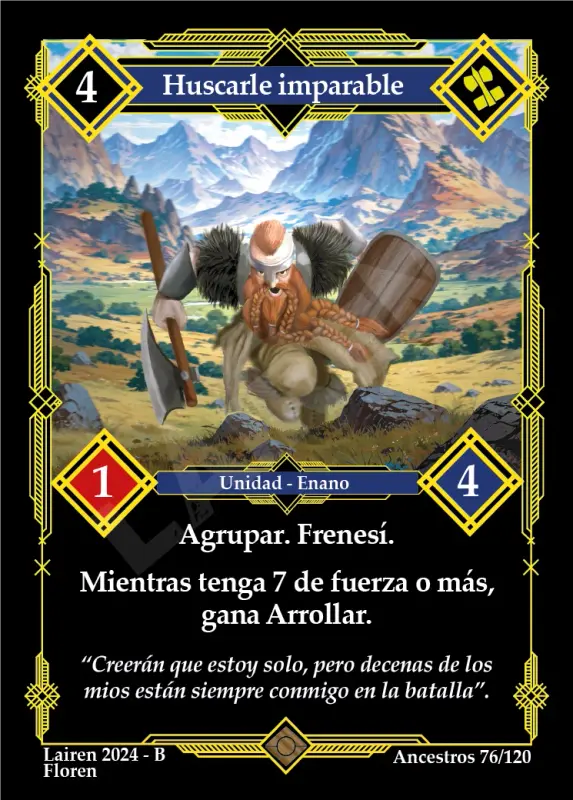 4
Huscarle imparable
1
Unidad - Enano
4
Agrupar. Frenesí.
Mientras tenga 7 de fuerza o más,
gana Arrollar.
“Creerán que estoy solo, pero decenas de los
mios están siempre conmigo en la batalla”.
Lairen 2024 - B
Floren
Ancestros 76/120